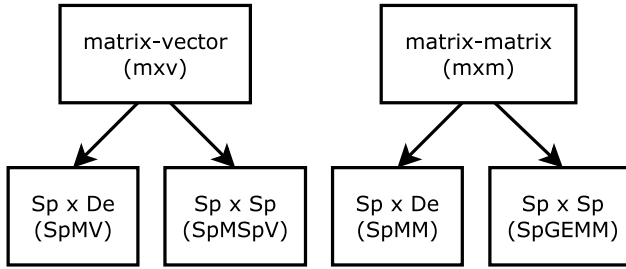 matrix-vector
(mxv)
matrix-matrix
(mxm)
Sp x De
(SpMV)
Sp x Sp
(SpMSpV)
Sp x De
(SpMM)
Sp x Sp
(SpGEMM)